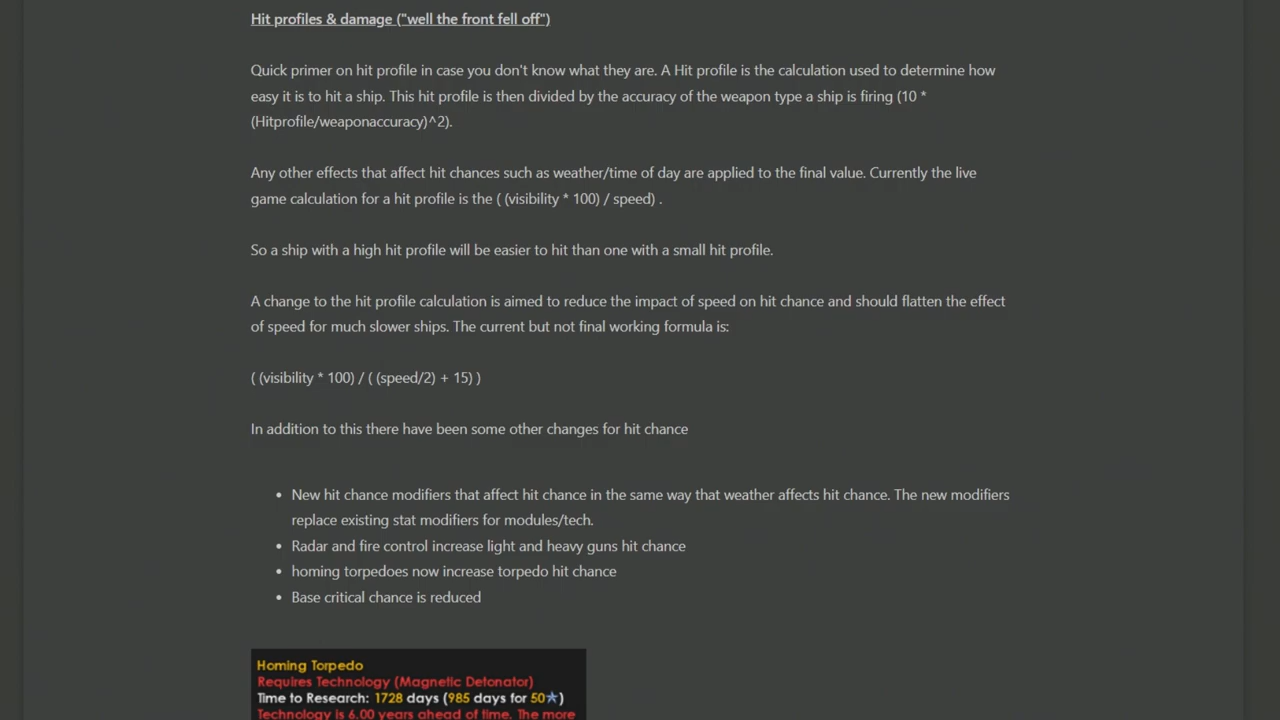 Hit profiles & damage ("well the front fell off")
Quick primer on hit profile in case you don't know what they are. A Hit profile is the calculation used to determine how
easy it is to hit a ship. This hit profile is then divided by the accuracy of the weapon type a ship is firing (10 *
(Hitprofile/weaponaccuracy)^2).
Any other effects that affect hit chances such as weather/time of day are applied to the final value. Currently the live
game calculation for a hit profile is the ( (visibility * 100) / speed) .
So a ship with a high hit profile will be easier to hit than one with a small hit profile.
A change to the hit profile calculation is aimed to reduce the impact of speed on hit chance and should flatten the effect
of speed for much slower ships. The current but not final working formula is:
( (visibility * 100) / ( (speed/2) + 15) )
In addition to this there have been some other changes for hit chance
• New hit chance modifiers that affect hit chance in the same way that weather affects hit chance. The new modifiers
replace existing stat modifiers for modules/tech.
• Radar and fire control increase light and heavy guns hit chance
• homing torpedoes now increase torpedo hit chance
• Base critical chance is reduced
Homing Torpedo
Requires Technology (Magnetic Detonator)
Time to Research: 1728 days (985 days for 50★)
Technology is 6.00 years ahead of time. The more